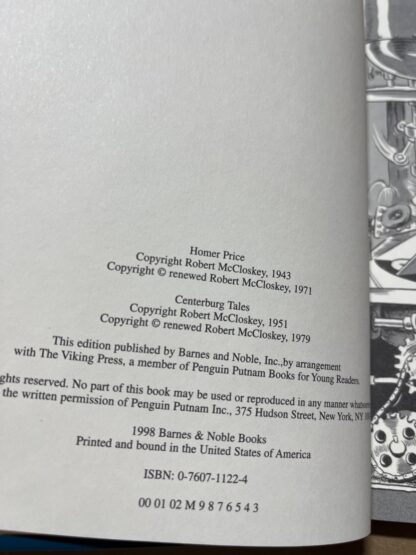 Homer Price
Copyright Robert McCloskey, 1943
Copyright © renewed Robert McCloskey, 1971
Centerburg Tales
Copyright Robert McCloskey, 1951
Copyright © renewed Robert McCloskey, 1979
This edition published by Barnes and Noble, Inc.,by arrangement
with The Viking Press, a member of Penguin Putnam Books for Young Readers.
reserved. No part of this book may be used or reproduced in any manner
the written permission of Penguin Putnam Inc., 375 Hudson Street, New York, NY
1998 Barnes & Noble Books
Printed and bound in the United States of America
ISBN: 0-7607-1122-4
00 01 02 M 9 8 7 6 5 4 3